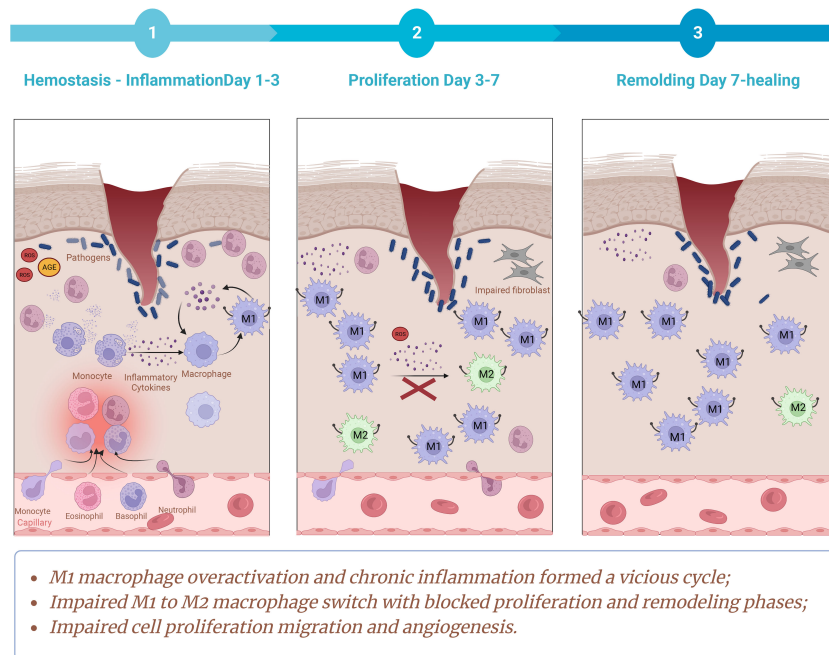 1
2
3
Hemostasis - InflammationDay 1-3
Proliferation Day 3-7
Remolding Day 7-healing
ROS
AGE
ROS
Pathogens
M1
Monocyte
Inflammatory
Cytokines
Macrophage
Monocyte
Capillary
Eosinophil
Basophil
Neutrophil
Impaired fibroblast
M1
M1
M1
M1
ROS
M1
M2
M2
M1
M1
M1
M1
M1
M1
M1
M2
M1
• M1 macrophage overactivation and chronic inflammation formed a vicious cycle;
• Impaired M1 to M2 macrophage switch with blocked proliferation and remodeling phases;
• Impaired cell proliferation migration and angiogenesis.